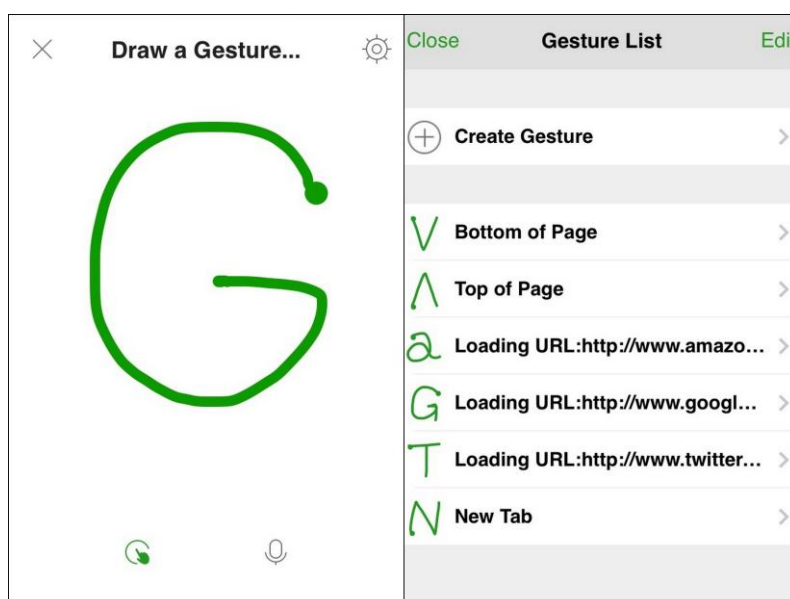 Draw a Gesture...
G
Close Gesture List Edi
Create Gesture
V Bottom of Page
Λ Top of Page
a Loading URL:http://www.amazo...
G Loading URL:http://www.googl...
T Loading URL:http://www.twitter...
N New Tab